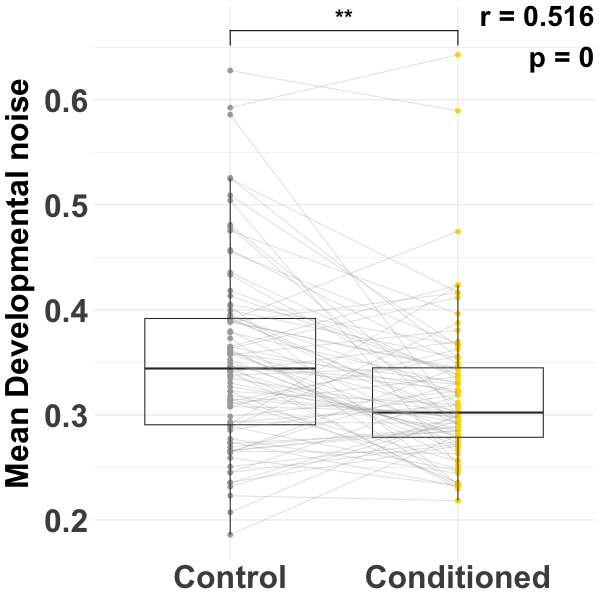 **
r = 0.516
p = 0
Mean Developmental noise
0.6
0.5
0.4
0.3
0.2
Control
Conditioned